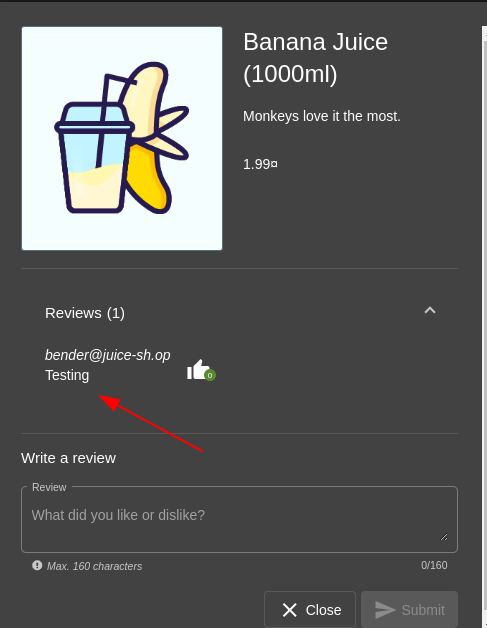 Banana Juice
(1000ml)
Monkeys love it the most.
1.99¤
Reviews (1)
bender@juice-sh.op
Testing
0
Write a review
Review
What did you like or dislike?
Max. 160 characters
0/160
Close
Submit